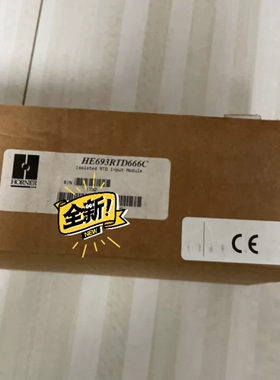 HE693RTD666C
Isolated RTD Input Module
HORNER
S/N
全新!
NEW
CE